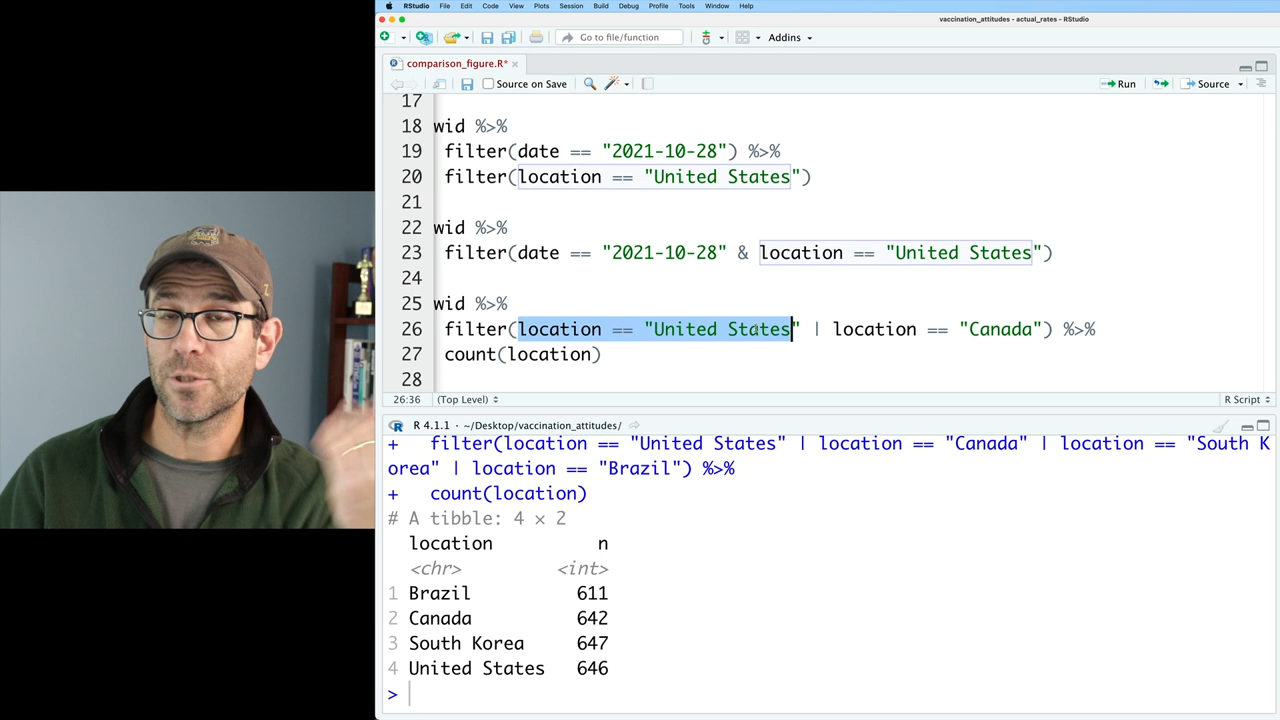 RStudio File Edit Code View Plots Session Build Debug Profile Tools Window Help
vaccination_attitudes - actual_rates - RStudio
Go to file/function Addins
comparison_figure.R*
Source on Save Run Source
17
18 wid %>%
19 filter(date == "2021-10-28") %>%
20 filter(location == "United States")
21
22 wid %>%
23 filter(date == "2021-10-28" & location == "United States")
24
25 wid %>%
26 filter(location == "United States" | location == "Canada") %>%
27 count(location)
28
26:36 (Top Level) R Script
R 4.1.1 · ~/Desktop/vaccination_attitudes/
+ filter(location == "United States" | location == "Canada" | location == "South K
orea" | location == "Brazil") %>%
+ count(location)
# A tibble: 4 × 2
location n
<chr> <int>
1 Brazil 611
2 Canada 642
3 South Korea 647
4 United States 646
>